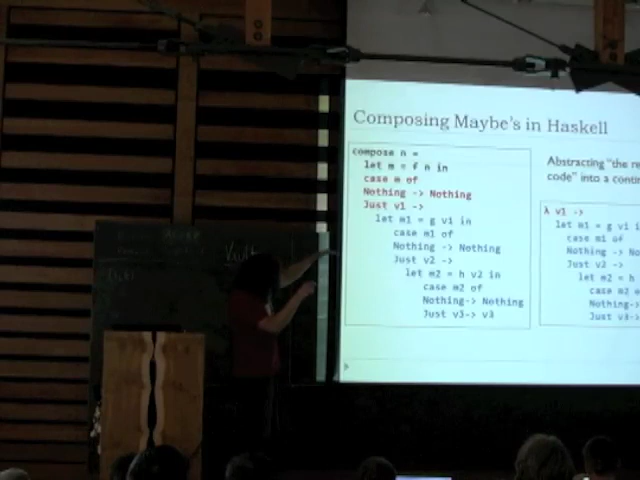 Composing Maybe's in Haskell
compose n =
let m = f n in
case m of
Nothing -> Nothing
Just v1 ->
let m1 = g v1 in
case m1 of
Nothing -> Nothing
Just v2 ->
let m2 = h v2 in
case m2 of
Nothing-> Nothing
Just v3-> v3
Abstracting "the
code" into a
λ v1 ->
let m1 = g v1
case m1 of
Nothing ->
Just v2 ->
let m2 = h
case m2
Nothing->
Just v3->
Vault